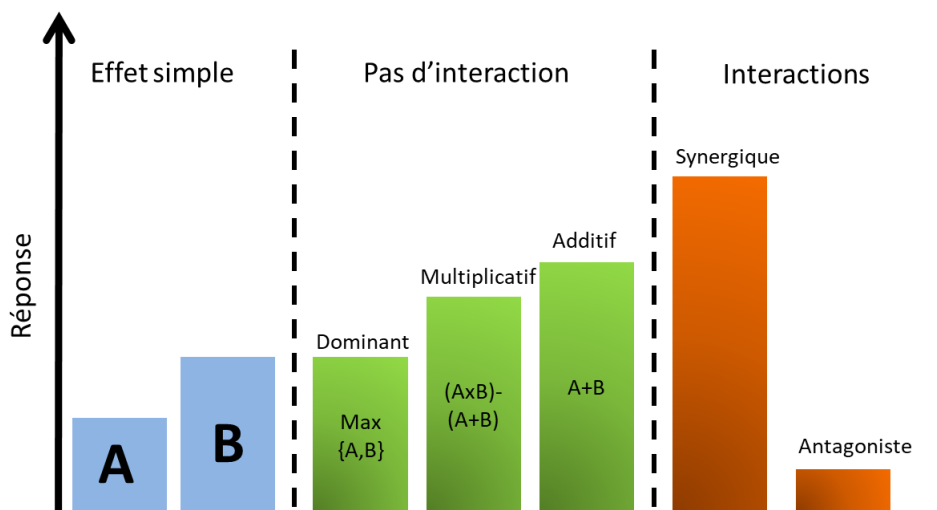 Réponse
Effet simple
Pas d’interaction
Interactions
A
B
Dominant
Max
{A,B}
Multiplicatif
(AxB)-
(A+B)
Additif
A+B
Synergique
Antagoniste